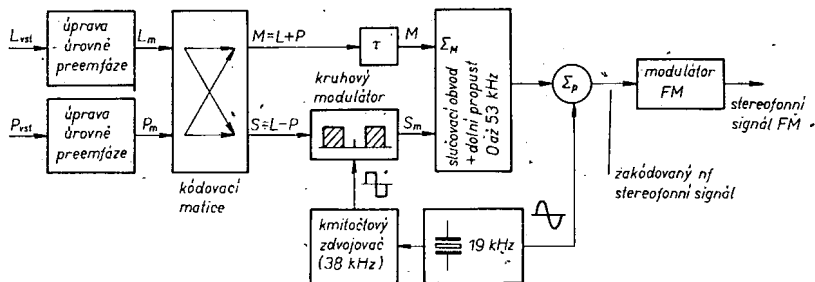 L vst
úprava
úrovně
preemfáze
L m
P vst
úprava
úrovně
preemfáze
P m
kódovací
matice
M=L+P
τ
M
S=L-P
kruhový
modulátor
S m
Σ M
slučovací obvod
+ dolní propust
0 až 53 kHz
kmitočtový
zdvojovač
(38 kHz)
19 kHz
Σ p
zakódovaný nf
stereofonní signál
modulátor
FM
stereofonní
signál FM